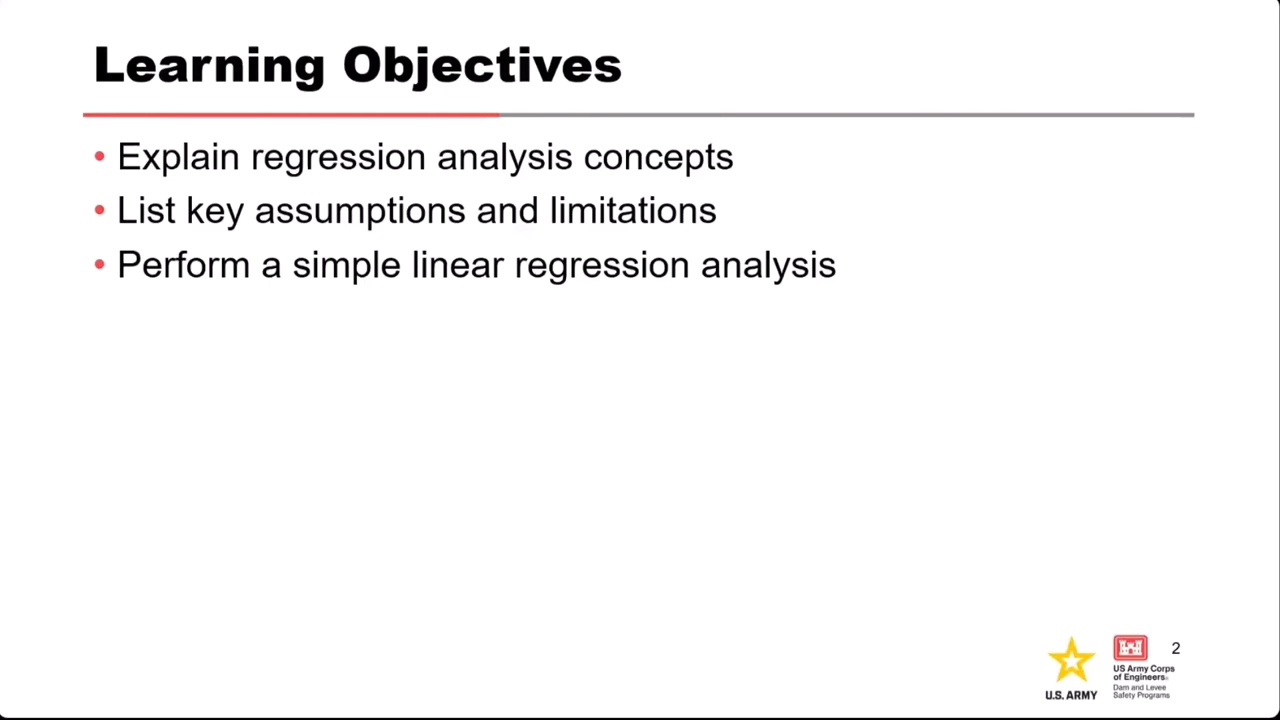 Learning Objectives
• Explain regression analysis concepts
• List key assumptions and limitations
• Perform a simple linear regression analysis
U.S. ARMY
US Army Corps
of Engineers®
Dam and Levee
Safety Programs
2